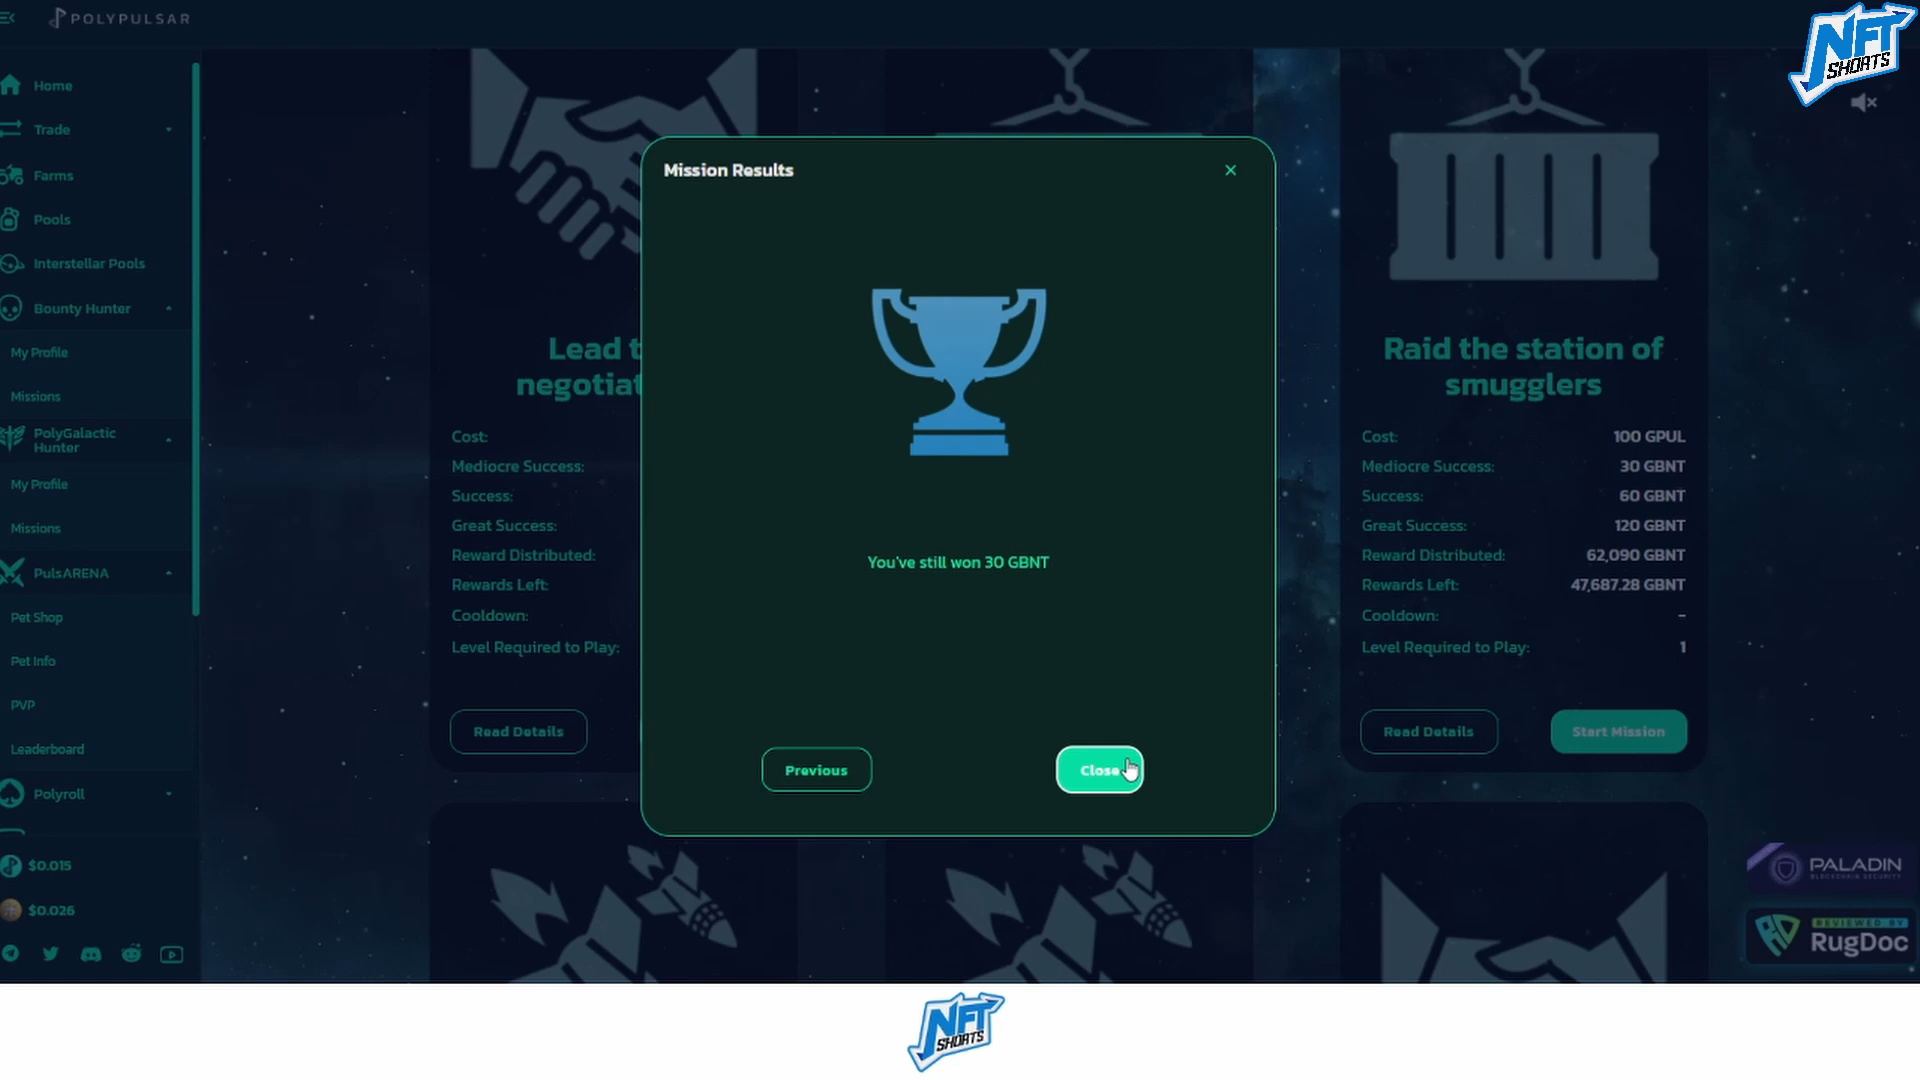 POLYPULSAR
NFT
SHORTS
Home
Trade
Farms
Pools
Interstellar Pools
Bounty Hunter
My Profile
Missions
PolyGalactic
Hunter
My Profile
Missions
PulsARENA
Pet Shop
Pet Info
PVP
Leaderboard
Polyroll
$0.015
$0.026
Lead t
negotiat
Cost:
Mediocre Success:
Success:
Great Success:
Reward Distributed:
Rewards Left:
Cooldown:
Level Required to Play:
Read Details
Mission Results
You've still won 30 GBNT
Previous
Close
Raid the station of
smugglers
Cost: 100 GPUL
Mediocre Success: 30 GBNT
Success: 60 GBNT
Great Success: 120 GBNT
Reward Distributed: 62,090 GBNT
Rewards Left: 47,687.28 GBNT
Cooldown: -
Level Required to Play: 1
Read Details
Start Mission
PALADIN
BLOCKCHAIN SECURITY
REVIEWED BY
RugDoc
NFT
SHORTS